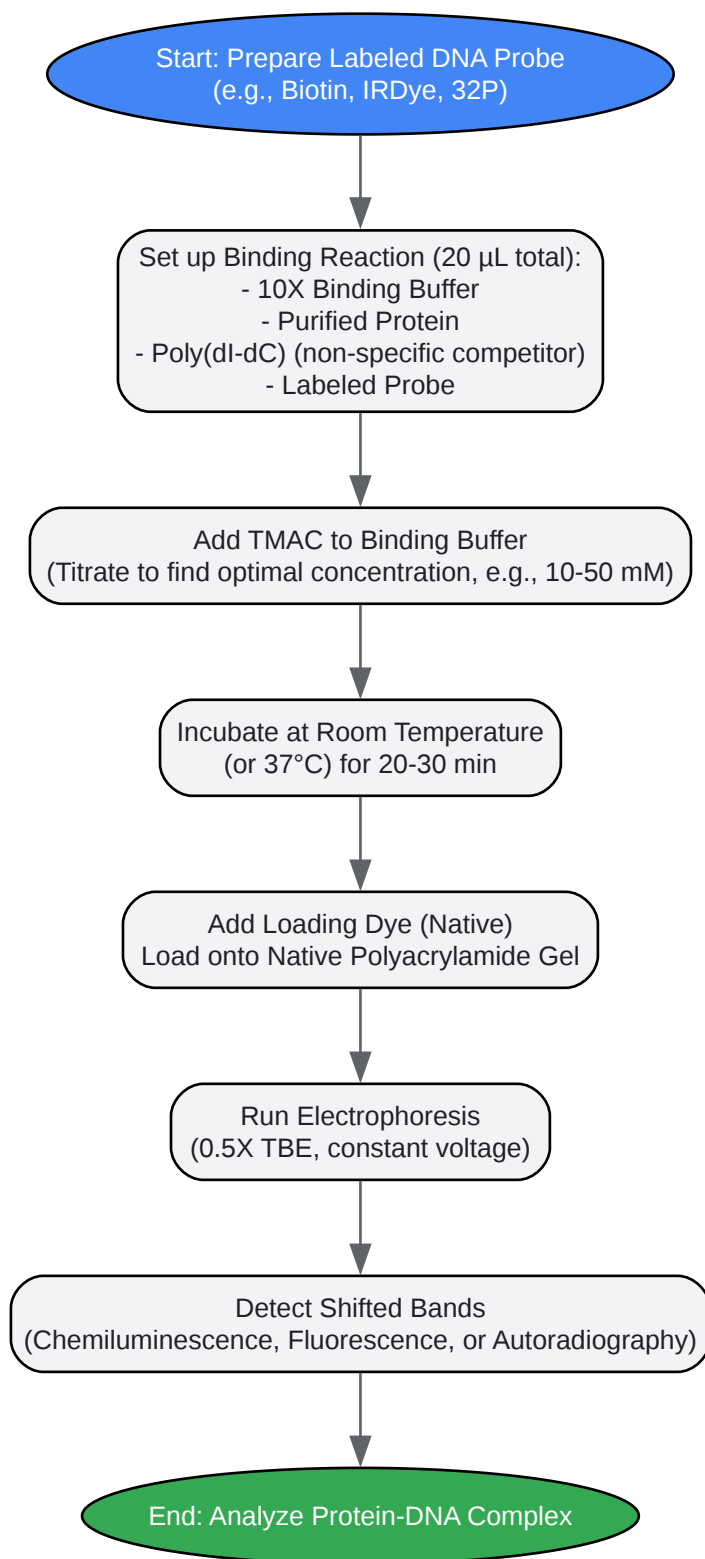 Start: Prepare Labeled DNA Probe
(e.g., Biotin, IRDye, 32P)
Set up Binding Reaction (20 µL total):
- 10X Binding Buffer
- Purified Protein
- Poly(dI-dC) (non-specific competitor)
- Labeled Probe
Add TMAC to Binding Buffer
(Titrate to find optimal concentration, e.g., 10-50 mM)
Incubate at Room Temperature
(or 37°C) for 20-30 min
Add Loading Dye (Native)
Load onto Native Polyacrylamide Gel
Run Electrophoresis
(0.5X TBE, constant voltage)
Detect Shifted Bands
(Chemiluminescence, Fluorescence, or Autoradiography)
End: Analyze Protein-DNA Complex